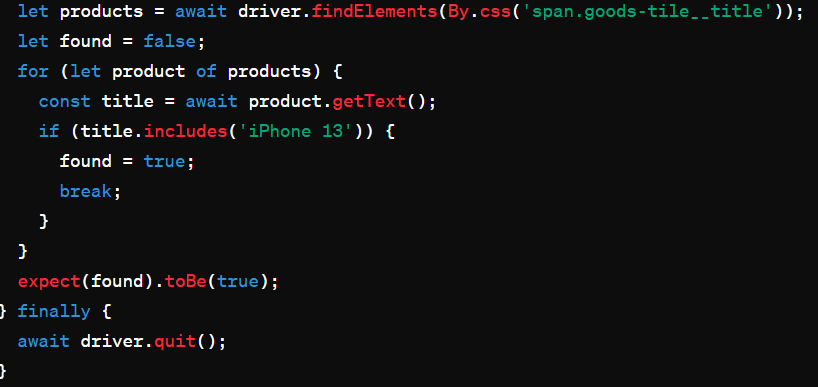 let products = await driver.findElements(By.css('span.goods-tile__title'));
let found = false;
for (let product of products) {
const title = await product.getText();
if (title.includes('iPhone 13')) {
found = true;
break;
}
}
expect(found).toBe(true);
} finally {
await driver.quit();
}